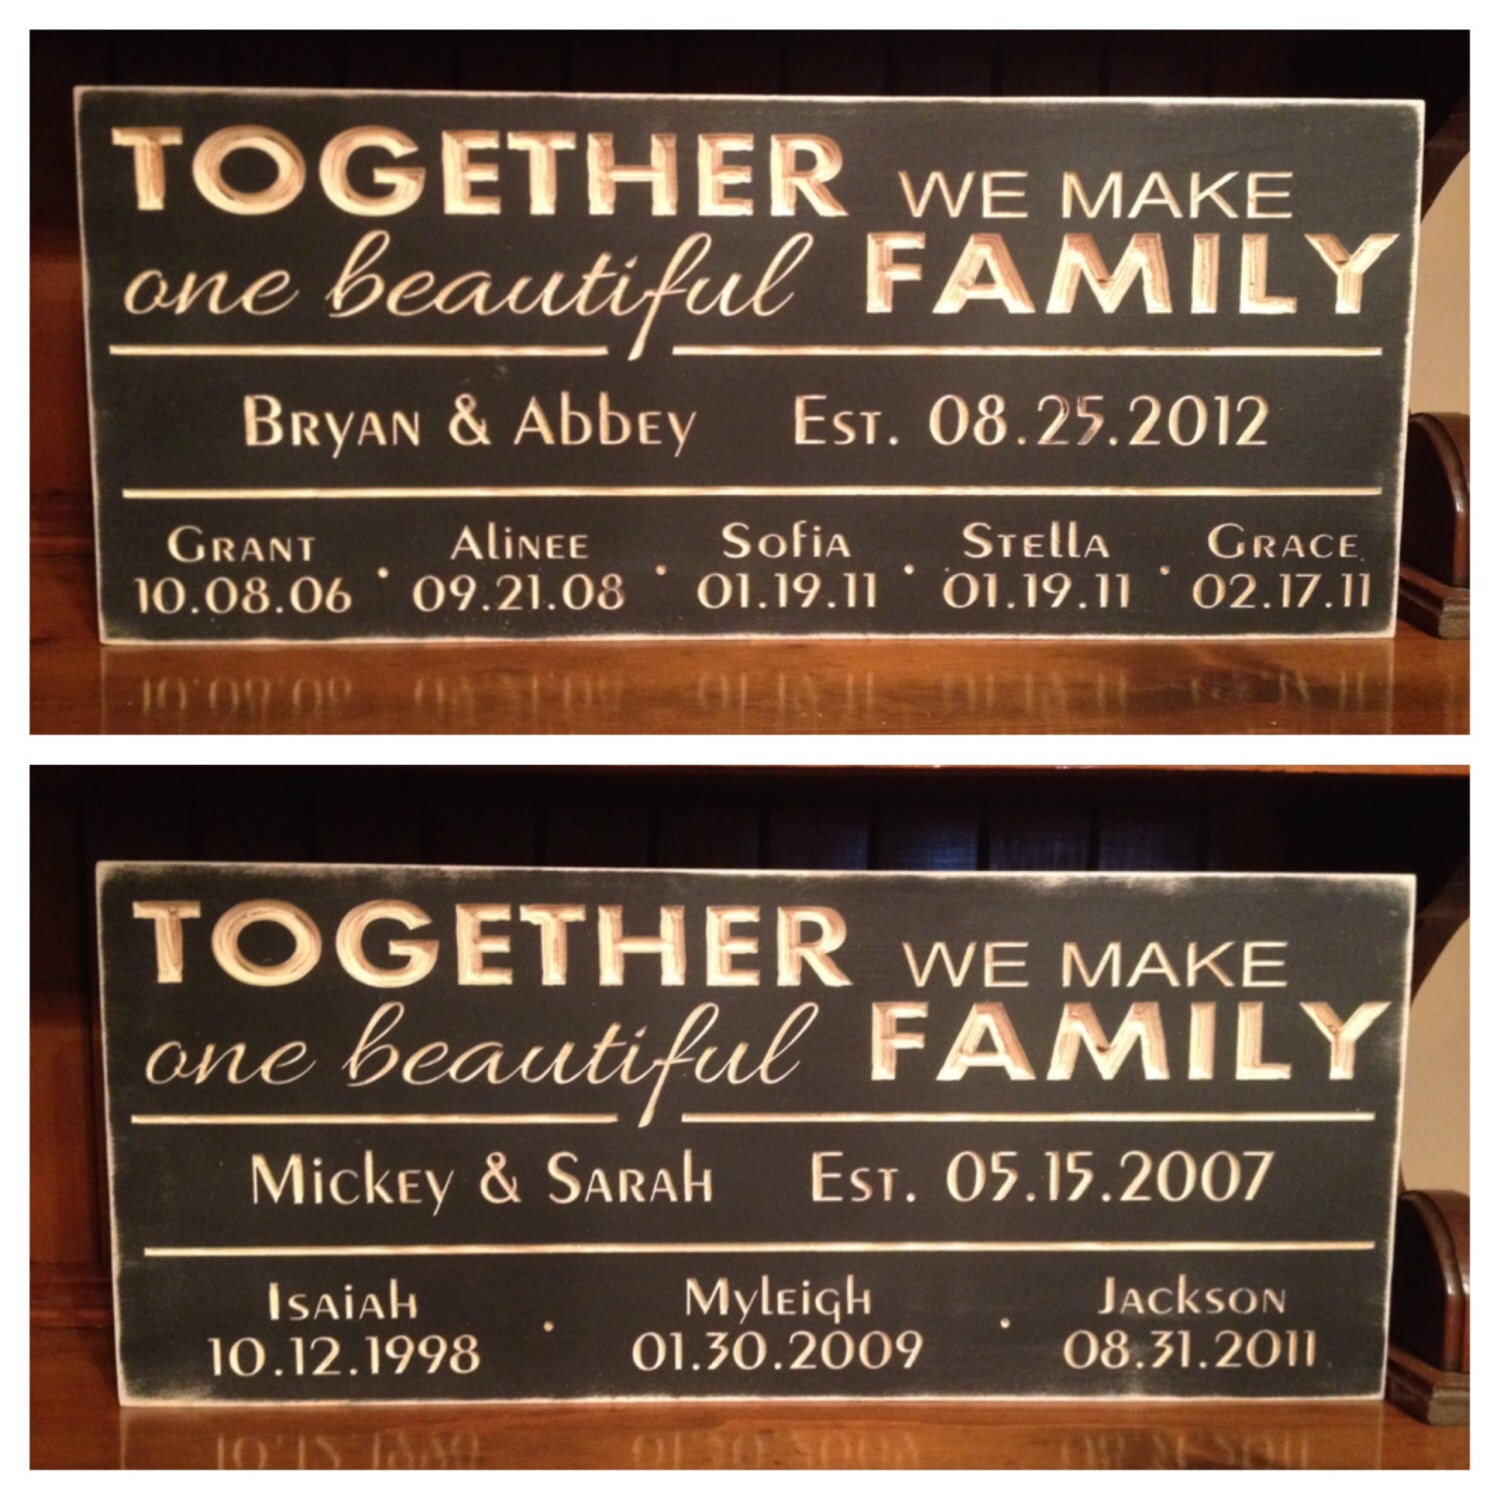 TOGETHER WE MAKE
one beautiful FAMILY
Bryan & Abbey Est. 08.25.2012
Grant · Alinee · Sofia · Stella · Grace
10.08.06 09.21.08 01.19.11 01.19.11 02.17.11
TOGETHER WE MAKE
one beautiful FAMILY
Mickey & Sarah Est. 05.15.2007
Isaiah · Myleigh · Jackson
10.12.1998 01.30.2009 08.31.2011